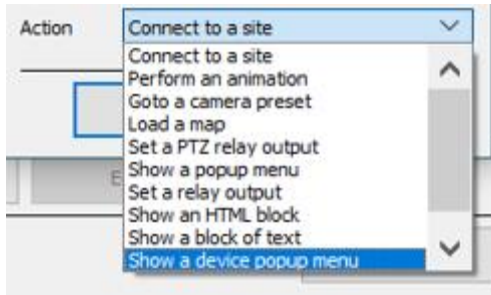 Action Connect to a site
Connect to a site
Perform an animation
Goto a camera preset
Load a map
Set a PTZ relay output
Show a popup menu
Set a relay output
Show an HTML block
Show a block of text
Show a device popup menu